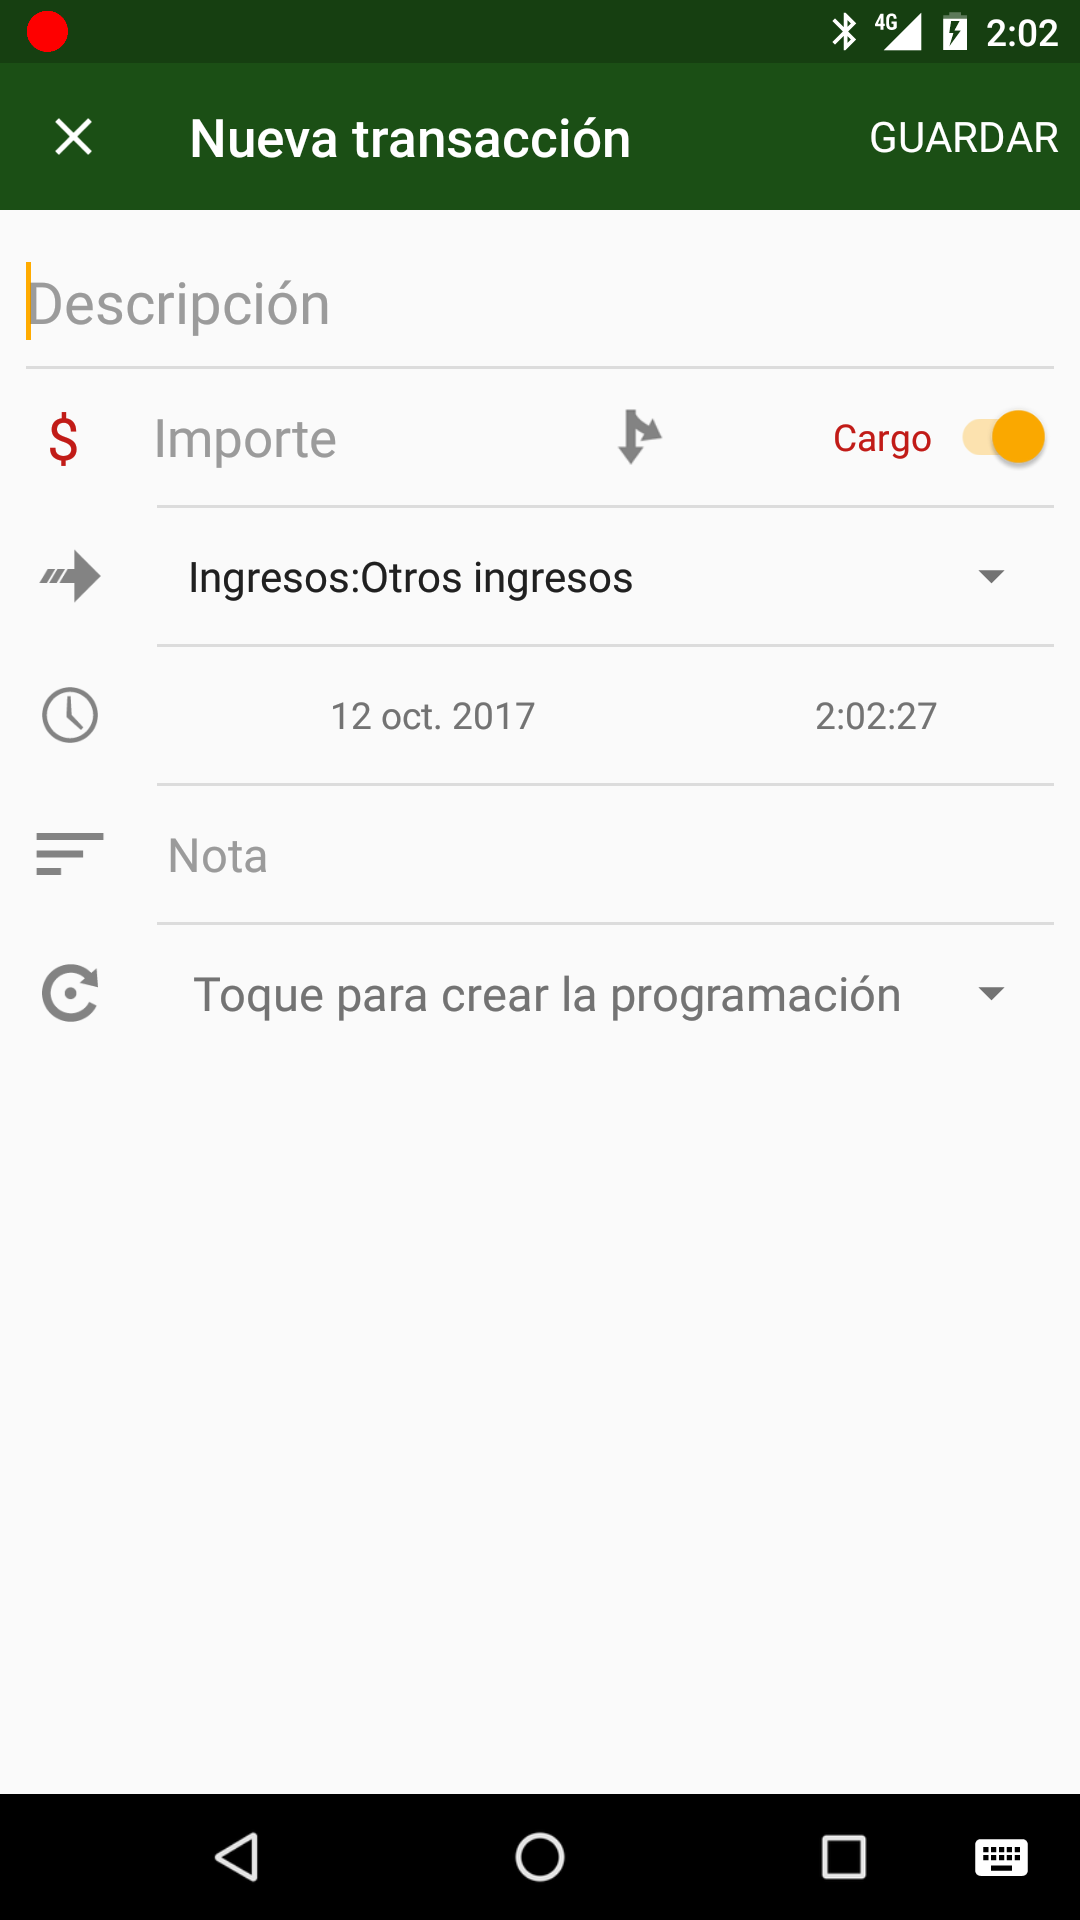 4G 2:02
Nueva transacción GUARDAR
Descripción
$ Importe Cargo
Ingresos:Otros ingresos
12 oct. 2017 2:02:27
Nota
Toque para crear la programación